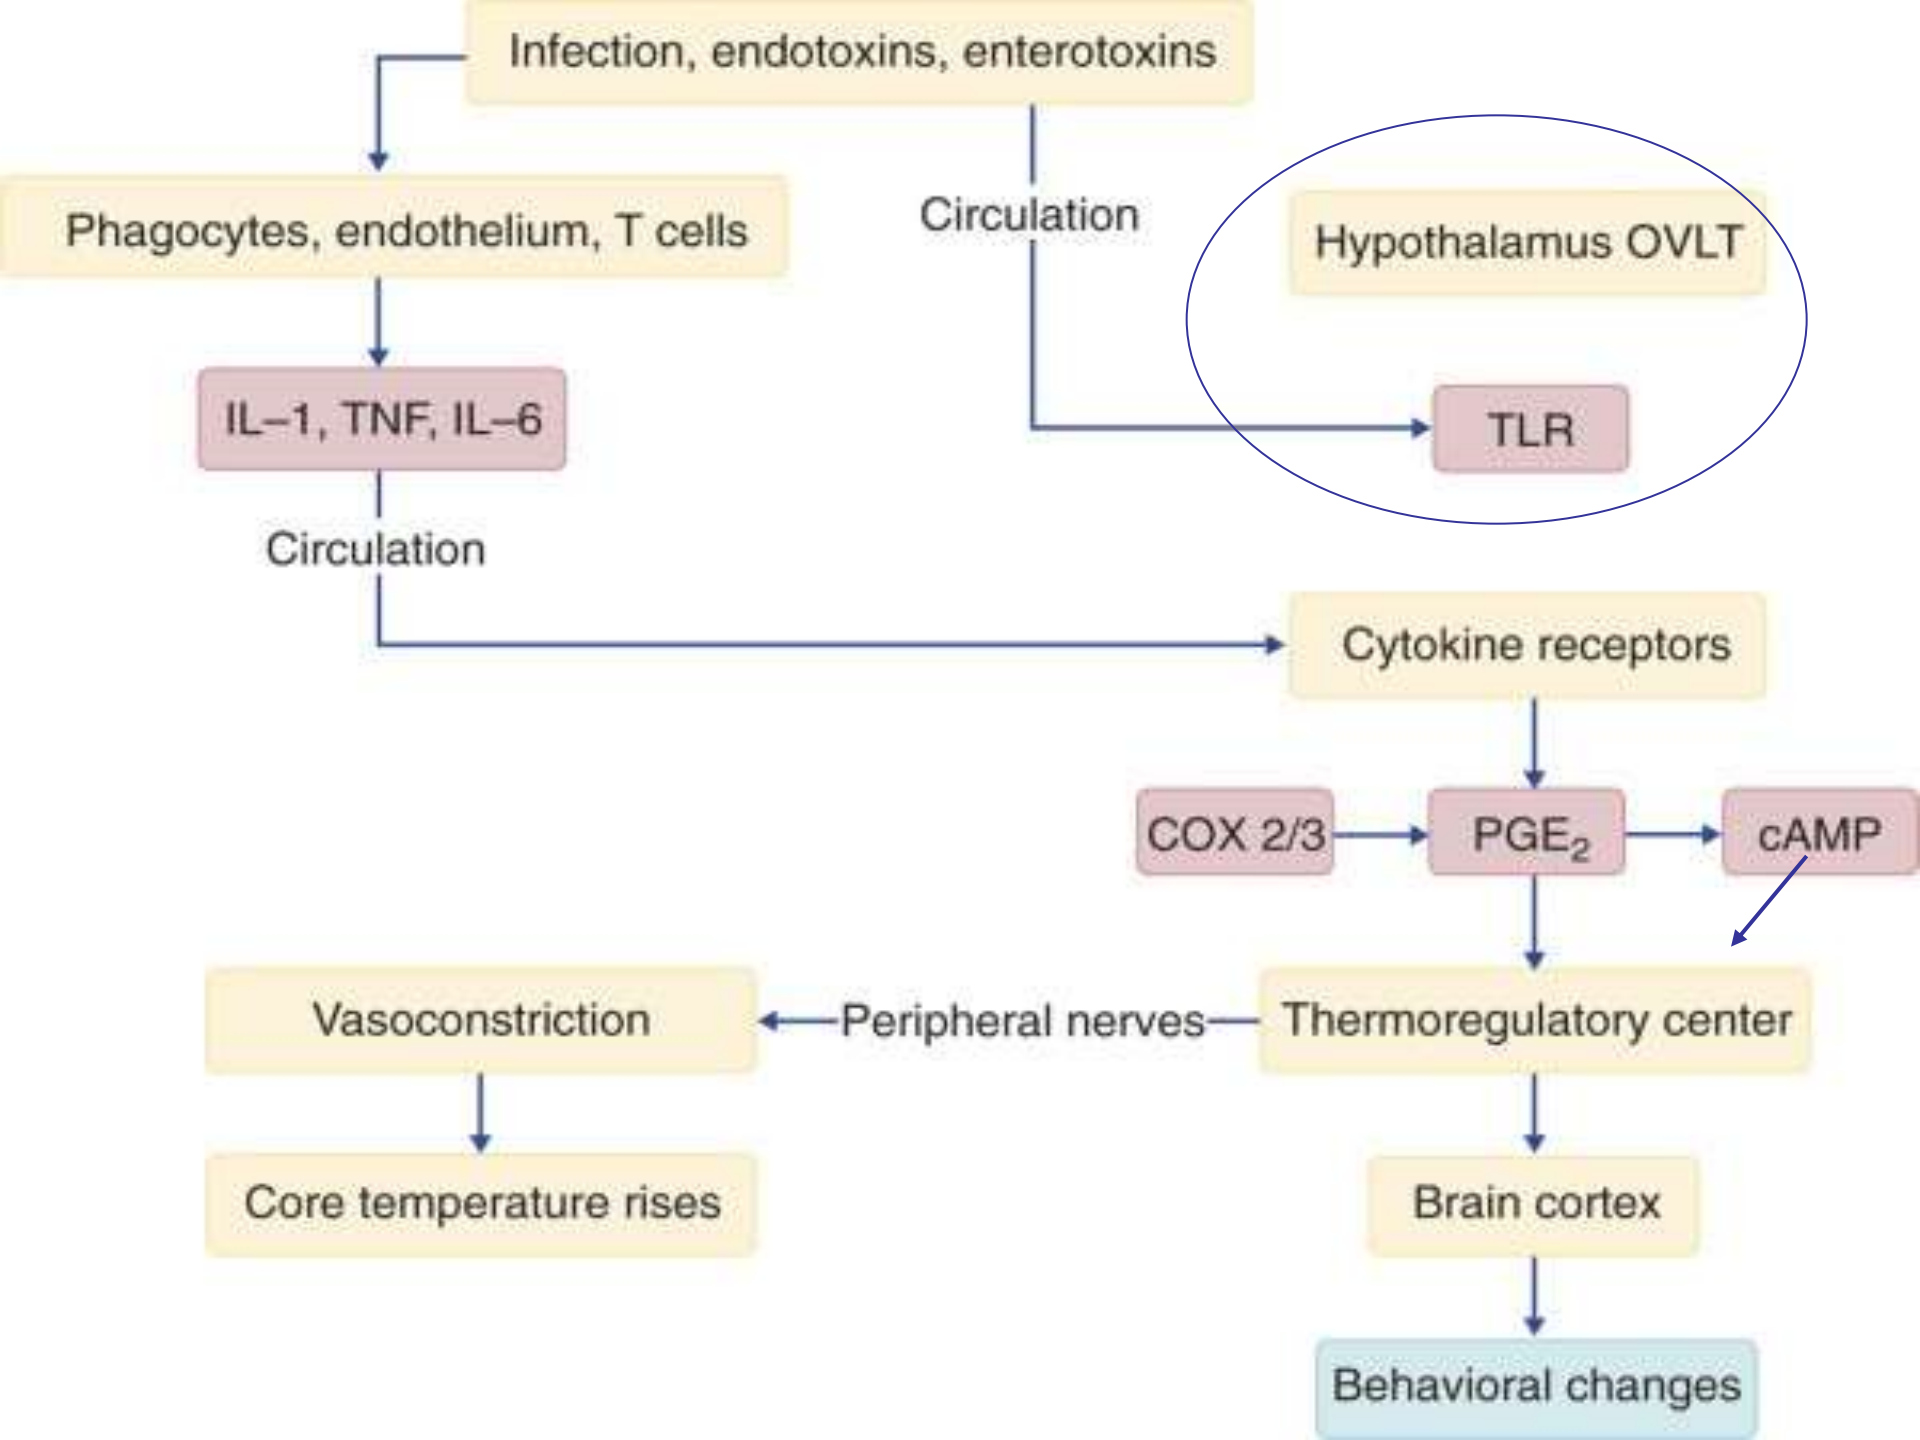 Infection, endotoxins, enterotoxins
Phagocytes, endothelium, T cells
Circulation
Hypothalamus OVLT
IL–1, TNF, IL–6
TLR
Circulation
Cytokine receptors
COX 2/3
PGE₂
cAMP
Vasoconstriction
Peripheral nerves
Thermoregulatory center
Core temperature rises
Brain cortex
Behavioral changes